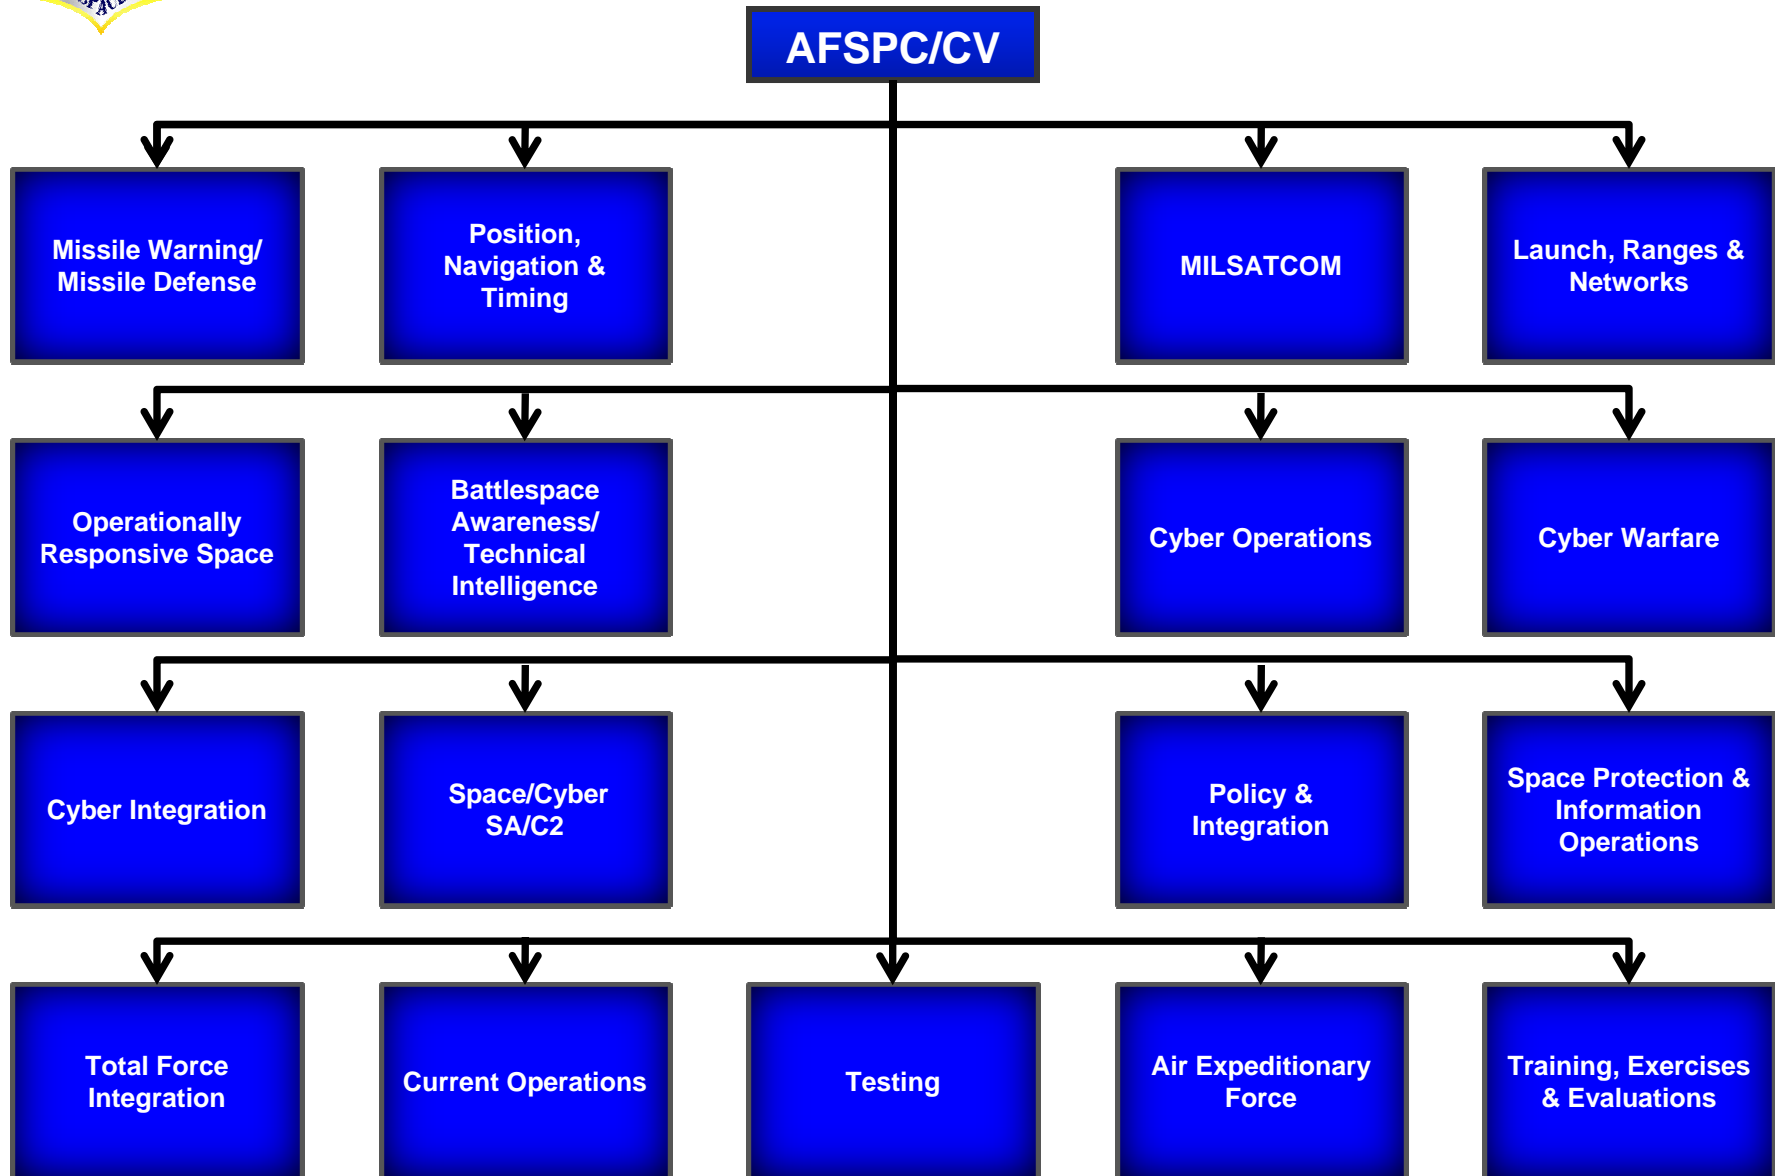 AFSPC/CV
Missile Warning/
Missile Defense
Position,
Navigation &
Timing
MILSATCOM
Launch, Ranges &
Networks
Operationally
Responsive Space
Battlespace
Awareness/
Technical
Intelligence
Cyber Operations
Cyber Warfare
Cyber Integration
Space/Cyber
SA/C2
Policy &
Integration
Space Protection &
Information
Operations
Total Force
Integration
Current Operations
Testing
Air Expeditionary
Force
Training, Exercises
& Evaluations